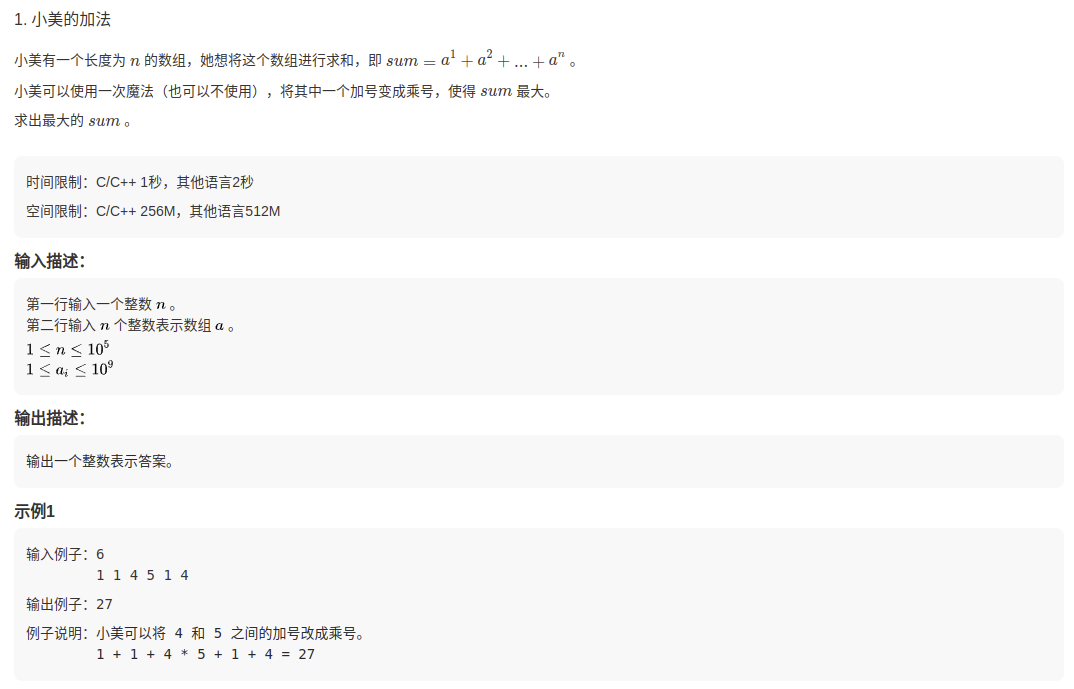 1. 小美的加法
小美有一个长度为 n 的数组，她想将这个数组进行求和，即 sum = a^1 + a^2 + ... + a^n 。
小美可以使用一次魔法（也可以不使用），将其中一个加号变成乘号，使得 sum 最大。
求出最大的 sum 。
时间限制：C/C++ 1秒，其他语言2秒
空间限制：C/C++ 256M，其他语言512M
输入描述：
第一行输入一个整数 n 。
第二行输入 n 个整数表示数组 a 。
1 ≤ n ≤ 10^5
1 ≤ a_i ≤ 10^9
输出描述：
输出一个整数表示答案。
示例1
输入例子：6
1 1 4 5 1 4
输出例子：27
例子说明：小美可以将 4 和 5 之间的加号改成乘号。
1 + 1 + 4 * 5 + 1 + 4 = 27